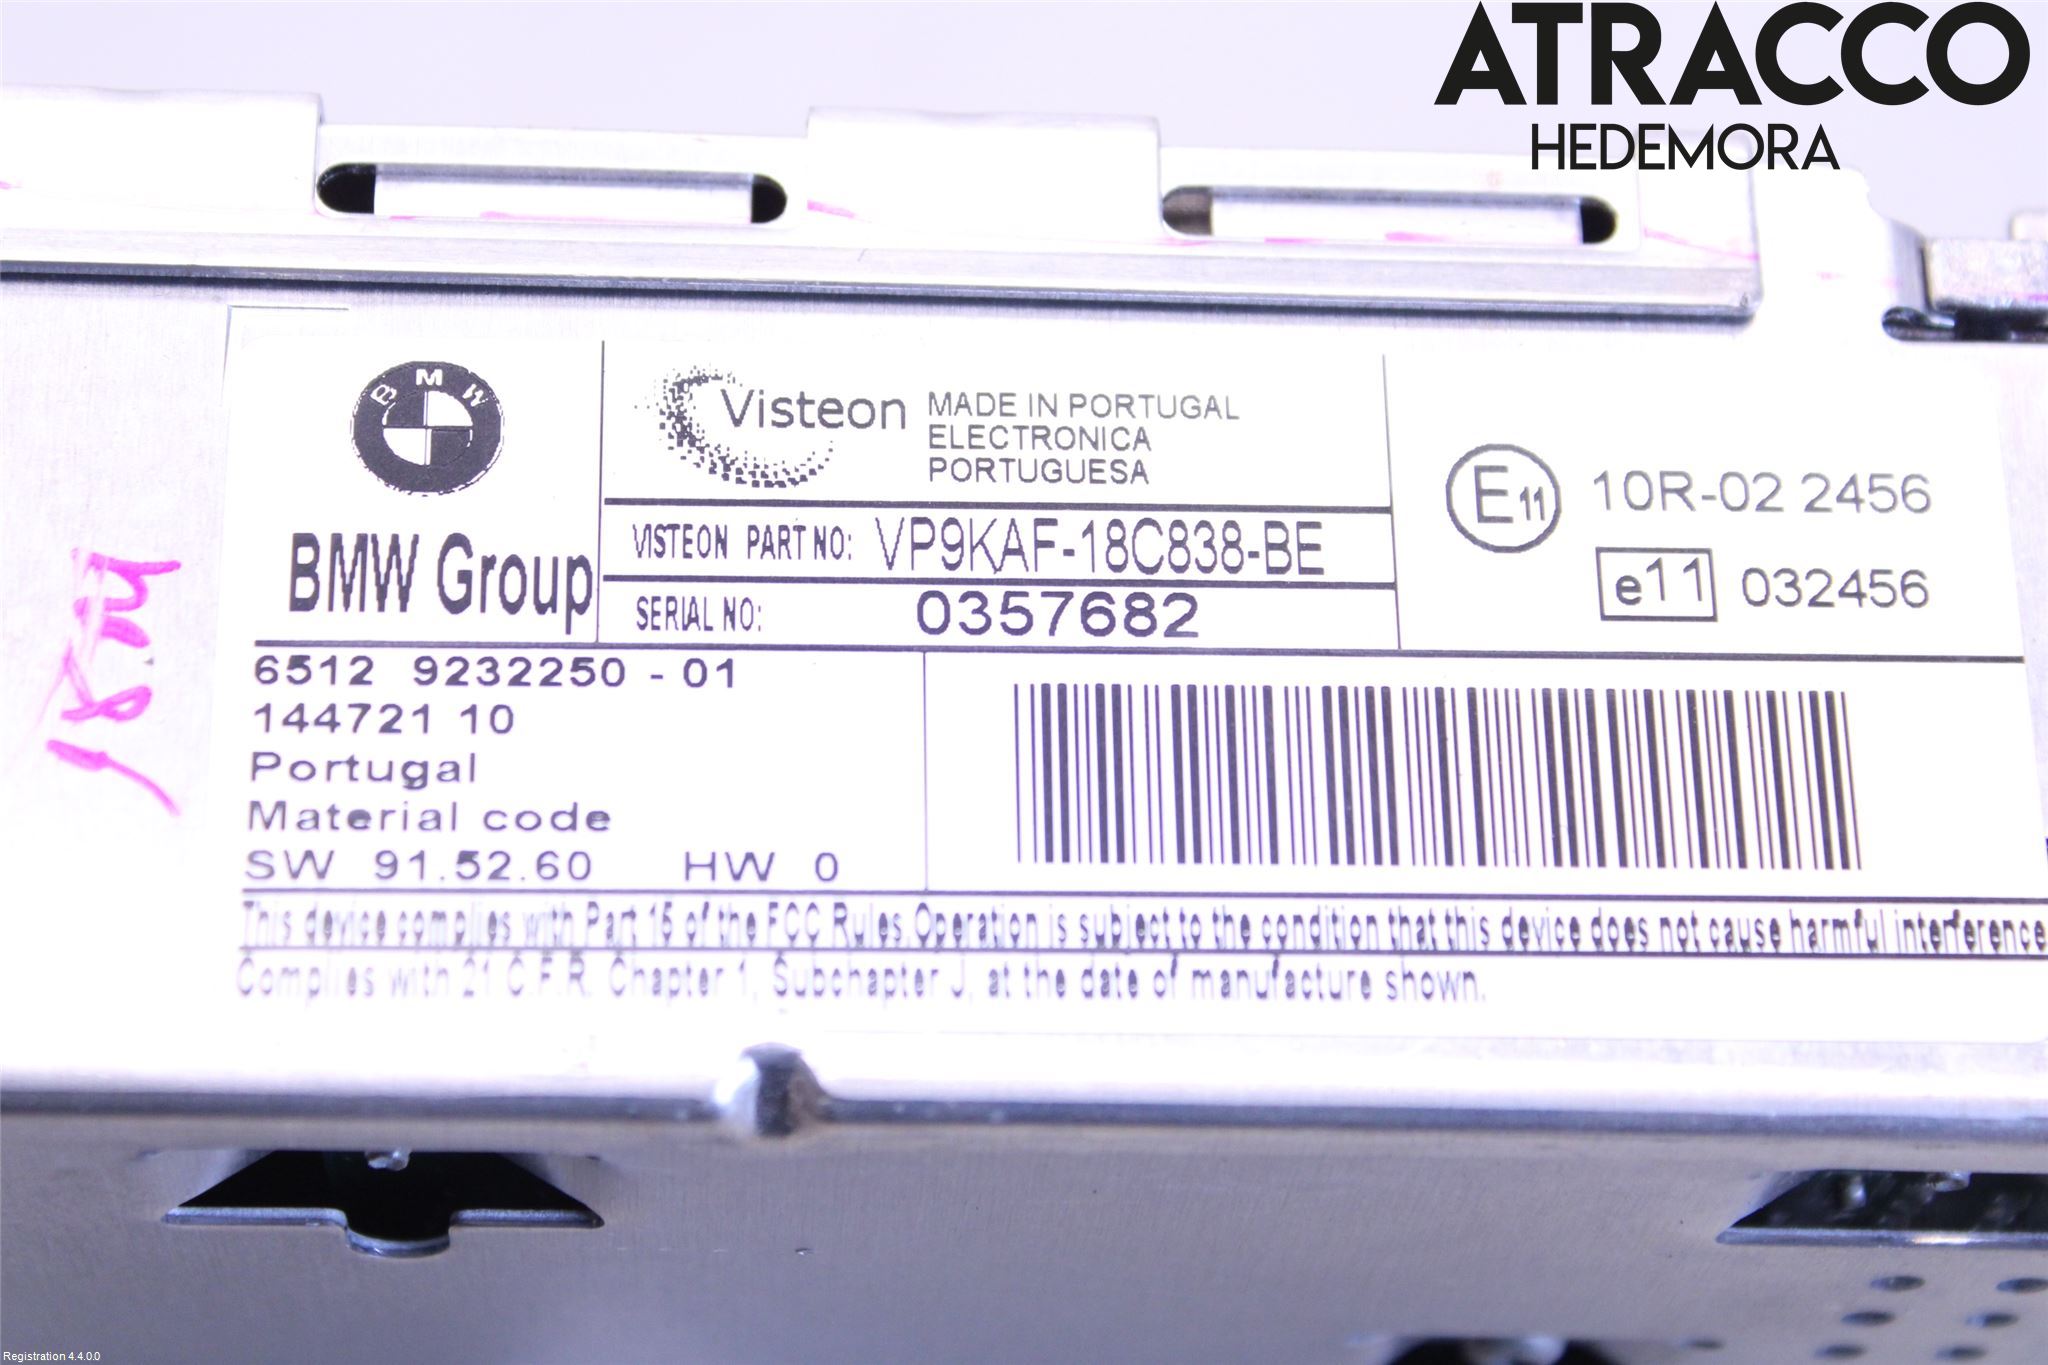 ATRACCO
HEDEMORA
BMW
BMW Group
Visteon
MADE IN PORTUGAL
ELECTRONICA
PORTUGUESA
VISTEON PART NO: VP9KAF-18C838-BE
SERIAL NO: 0357682
E11 10R-02 2456
e11 032456
6512 9232250 - 01
144721 10
Portugal
Material code
SW 91.52.60 HW 0
This device complies with Part 15 of the FCC Rules.Operation is subject to the condition that this device does not cause harmful interference
Complies with 21 C.F.R. Chapter 1, Subchapter J, at the date of manufacture shown.
Registration 4.4.0.0